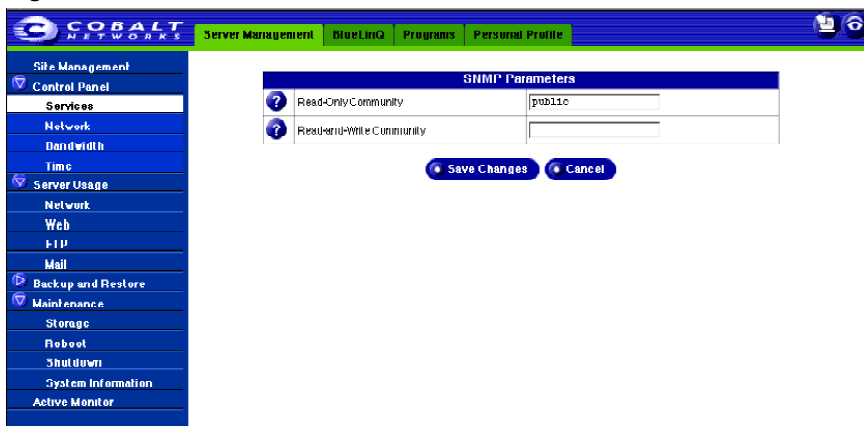 COBALT
NETWORKS
Server Management
BlueLinQ
Programs
Personal Profile
Site Management
Control Panel
Services
Network
Bandwidth
Time
Server Usage
Network
Web
FTP
Mail
Backup and Restore
Maintenance
Storage
Reboot
Shutdown
System Information
Active Monitor
SNMP Parameters
? Read-Only Community public
? Read-and-Write Community
Save Changes
Cancel